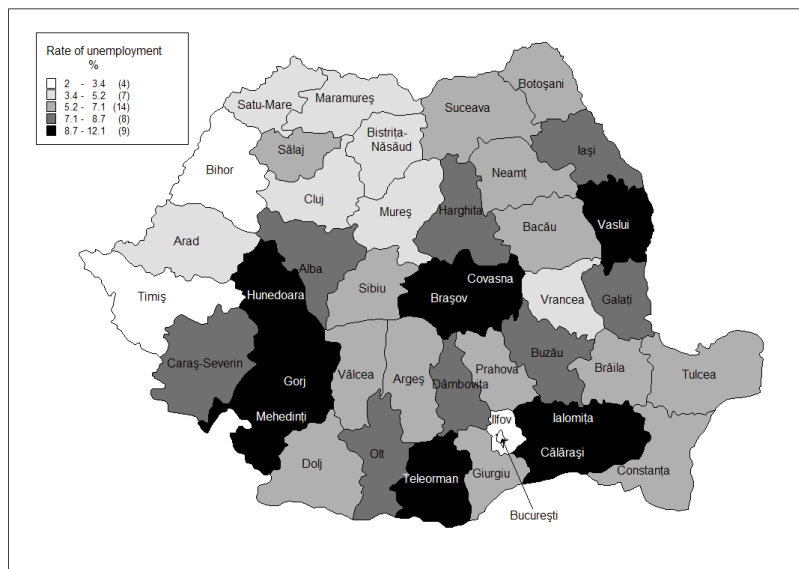 Rate of unemployment
%
2 - 3.4 (4)
3.4 - 5.2 (7)
5.2 - 7.1 (14)
7.1 - 8.7 (8)
8.7 - 12.1 (9)
Botoşani
Satu-Mare
Maramureş
Suceava
Bistriţa-
Năsăud
Sălaj
Iaşi
Bihor
Neamţ
Cluj
Mureş
Harghita
Vaslui
Bacău
Arad
Alba
Covasna
Sibiu
Hunedoara
Timiş
Braşov
Vrancea
Galaţi
Buzău
Caraş-Severin
Prahova
Brăila
Vâlcea
Tulcea
Gorj
Argeş
Dâmboviţa
Mehedinţi
Ilfov
Ialomiţa
Olt
Călăraşi
Dolj
Teleorman
Giurgiu
Constanţa
Bucureşti